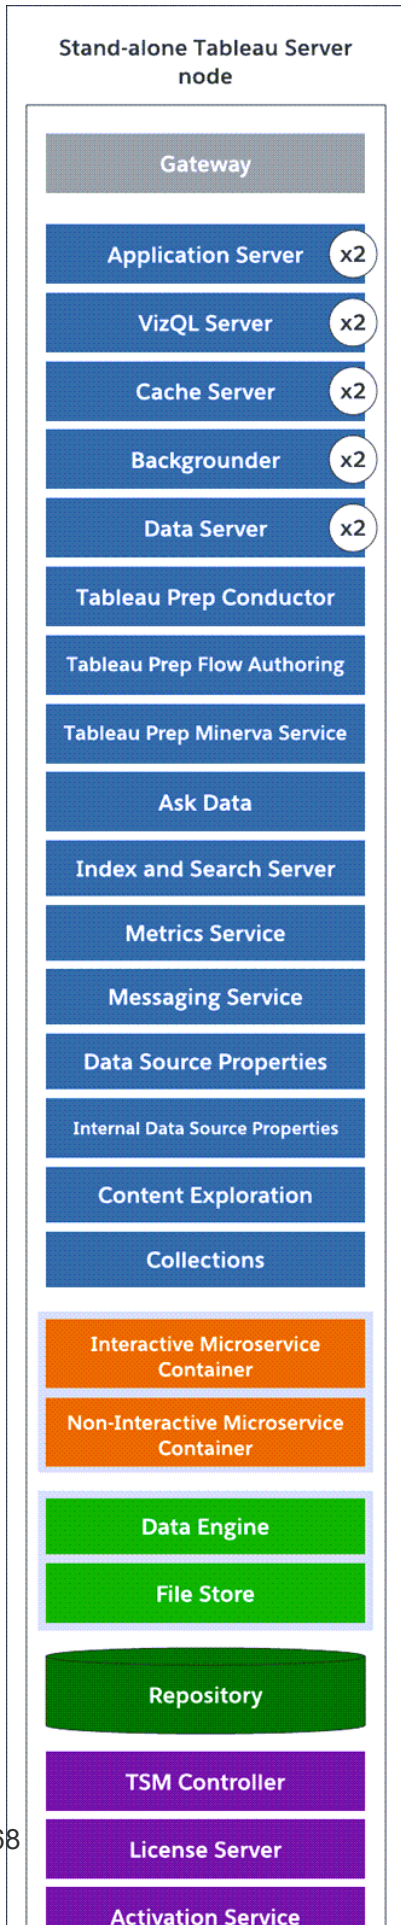 Stand-alone Tableau Server
node
Gateway
Application Server x2
VizQL Server x2
Cache Server x2
Backgrounder x2
Data Server x2
Tableau Prep Conductor
Tableau Prep Flow Authoring
Tableau Prep Minerva Service
Ask Data
Index and Search Server
Metrics Service
Messaging Service
Data Source Properties
Internal Data Source Properties
Content Exploration
Collections
Interactive Microservice
Container
Non-Interactive Microservice
Container
Data Engine
File Store
Repository
TSM Controller
68
License Server
Activation Service